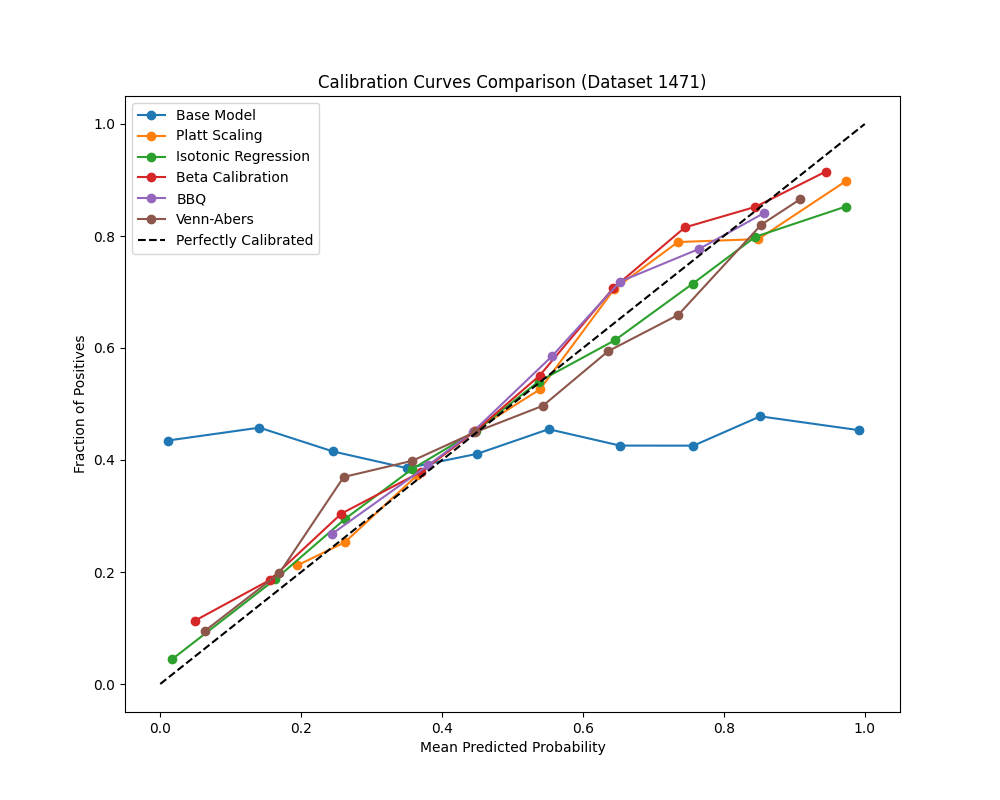 Calibration Curves Comparison (Dataset 1471)
Base Model
Platt Scaling
Isotonic Regression
Beta Calibration
BBQ
Venn-Abers
Perfectly Calibrated
Fraction of Positives
1.0
0.8
0.6
0.4
0.2
0.0
0.0 0.2 0.4 0.6 0.8 1.0
Mean Predicted Probability